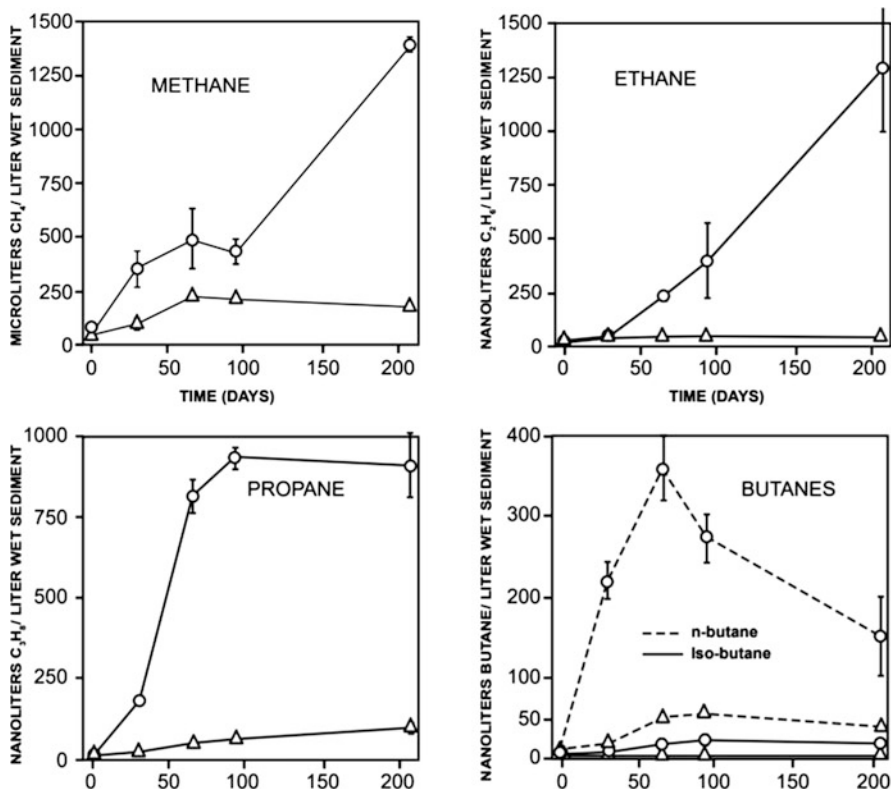 1500
1250
1000
750
500
250
0
MICROLITERS CH₄/ LITER WET SEDIMENT
METHANE
0 50 100 150 200
TIME (DAYS)
1500
1250
1000
750
500
250
0
NANOLITERS C₂H₆/ LITER WET SEDIMENT
ETHANE
0 50 100 150 200
TIME (DAYS)
1000
750
500
250
0
NANOLITERS C₃H₈/ LITER WET SEDIMENT
PROPANE
0 50 100 150 200
400
300
200
100
50
0
NANOLITERS BUTANE/ LITER WET SEDIMENT
BUTANES
n-butane
Iso-butane
0 50 100 150 200